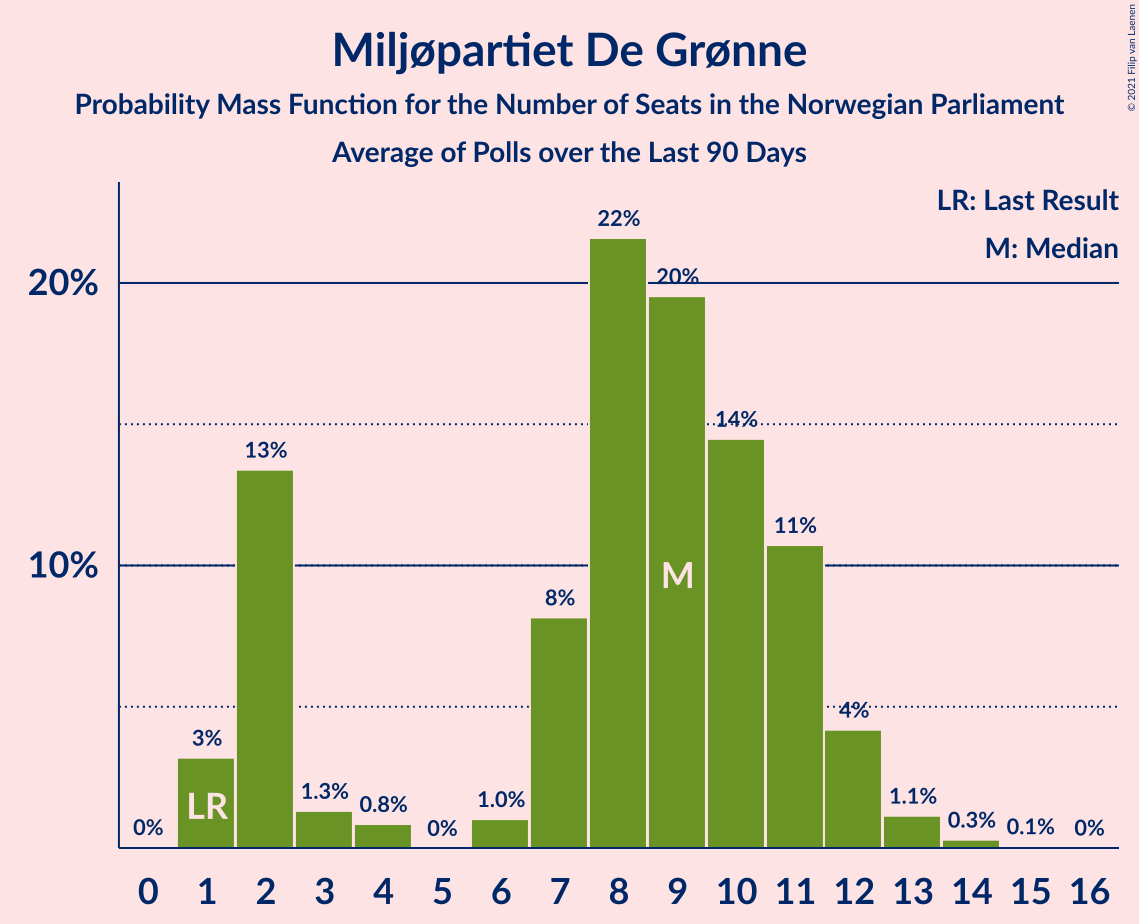 Miljøpartiet De Grønne
Probability Mass Function for the Number of Seats in the Norwegian Parliament
Average of Polls over the Last 90 Days
© 2021 Filip van Laenen
LR: Last Result
M: Median
20%
10%
0%
3%
13%
1.3%
0.8%
0%
1.0%
8%
22%
20%
14%
11%
4%
1.1%
0.3%
0.1%
0%
LR
M
0 1 2 3 4 5 6 7 8 9 10 11 12 13 14 15 16